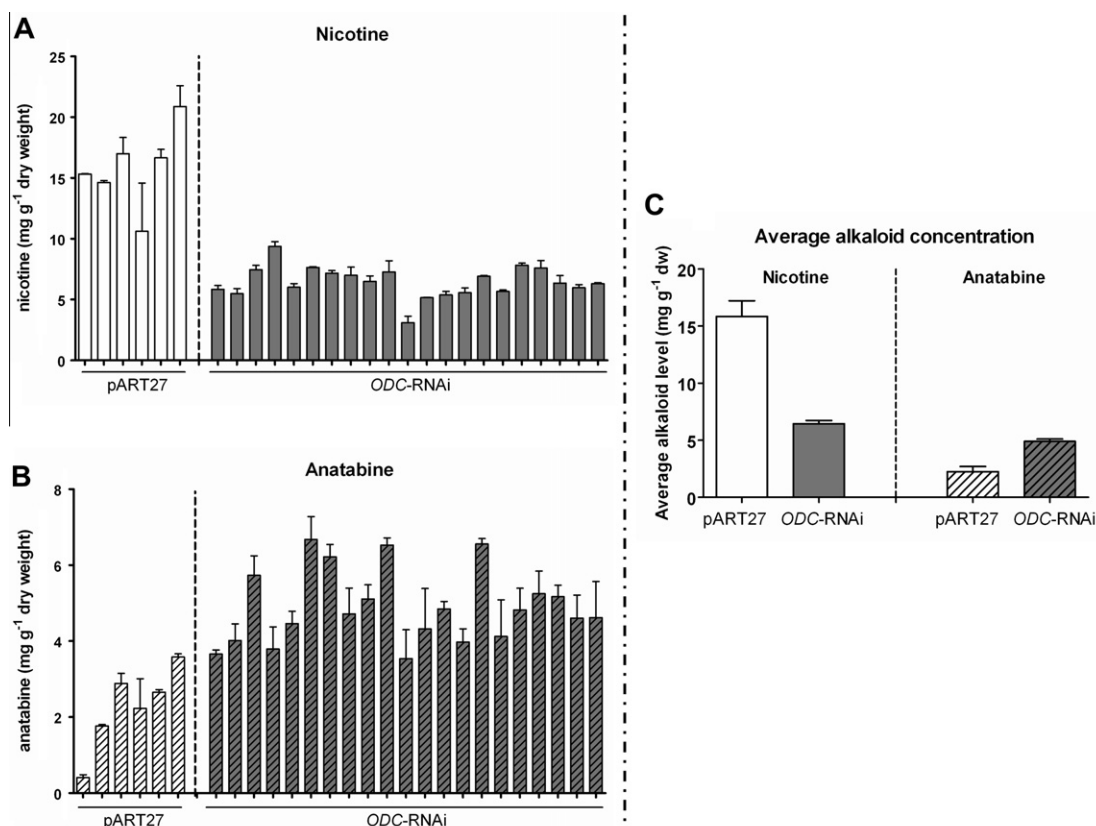 A
Nicotine
nicotine (mg g-1 dry weight)
25
20
15
10
5
0
pART27
ODC-RNAi
B
Anatabine
anatabine (mg g-1 dry weight)
8
6
4
2
0
pART27
ODC-RNAi
C
Average alkaloid concentration
Average alkaloid level (mg g-1 dw)
20
15
10
5
0
Nicotine
Anatabine
pART27
ODC-RNAi
pART27
ODC-RNAi